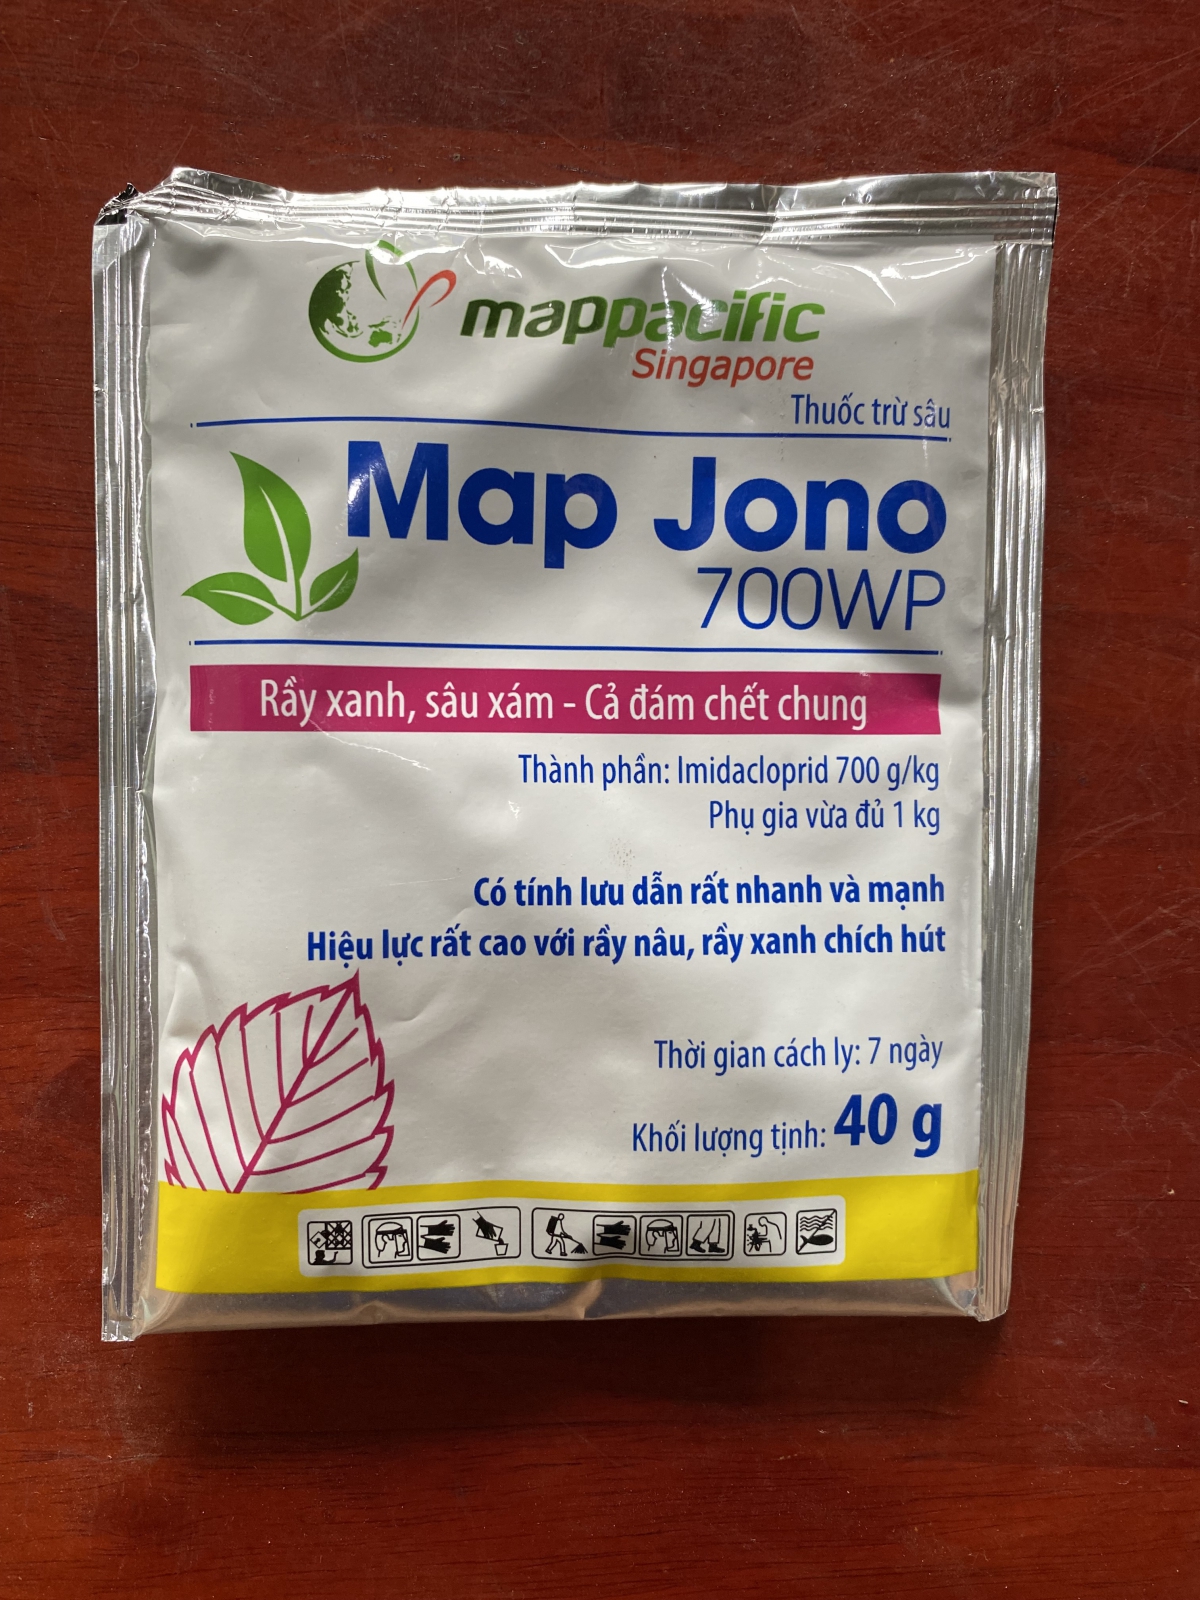 mappacific
Singapore
Thuốc trừ sâu
Map Jono
700WP
Rầy xanh, sâu xám - Cả đám chết chung
Thành phần: Imidacloprid 700 g/kg
Phụ gia vừa đủ 1 kg
Có tính lưu dẫn rất nhanh và mạnh
Hiệu lực rất cao với rầy nâu, rầy xanh chích hút
Thời gian cách ly: 7 ngày
Khối lượng tịnh: 40 g